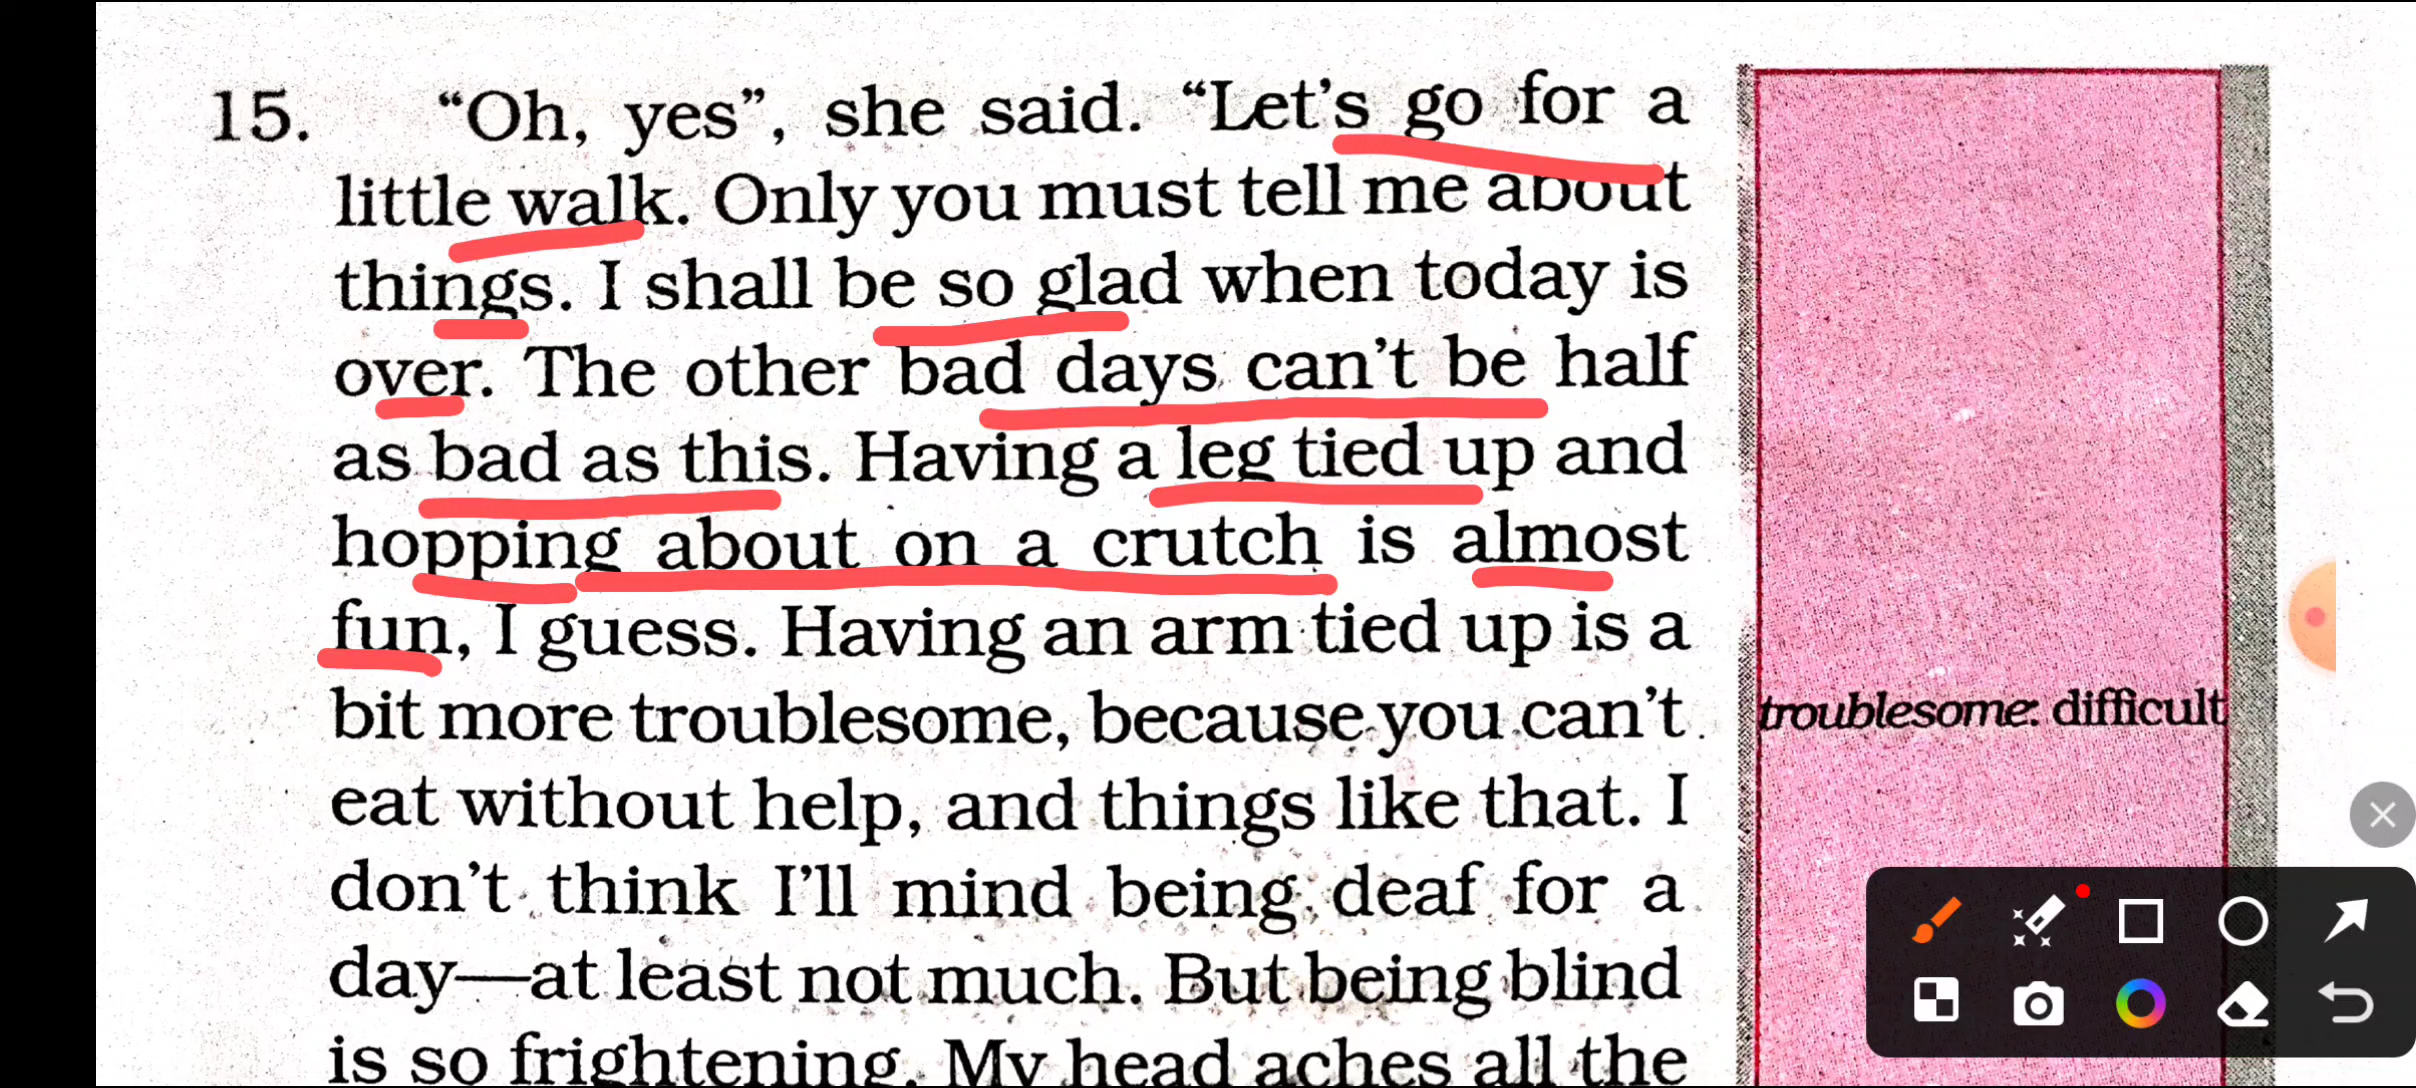 15. “Oh, yes”, she said. “Let’s go for a
little walk. Only you must tell me about
things. I shall be so glad when today is
over. The other bad days can’t be half
as bad as this. Having a leg tied up and
hopping about on a crutch is almost
fun, I guess. Having an arm tied up is a
bit more troublesome, because you can’t
troublesome: difficult
eat without help, and things like that. I
don’t think I’ll mind being deaf for a
day—at least not much. But being blind
is so frightening. My head aches all the